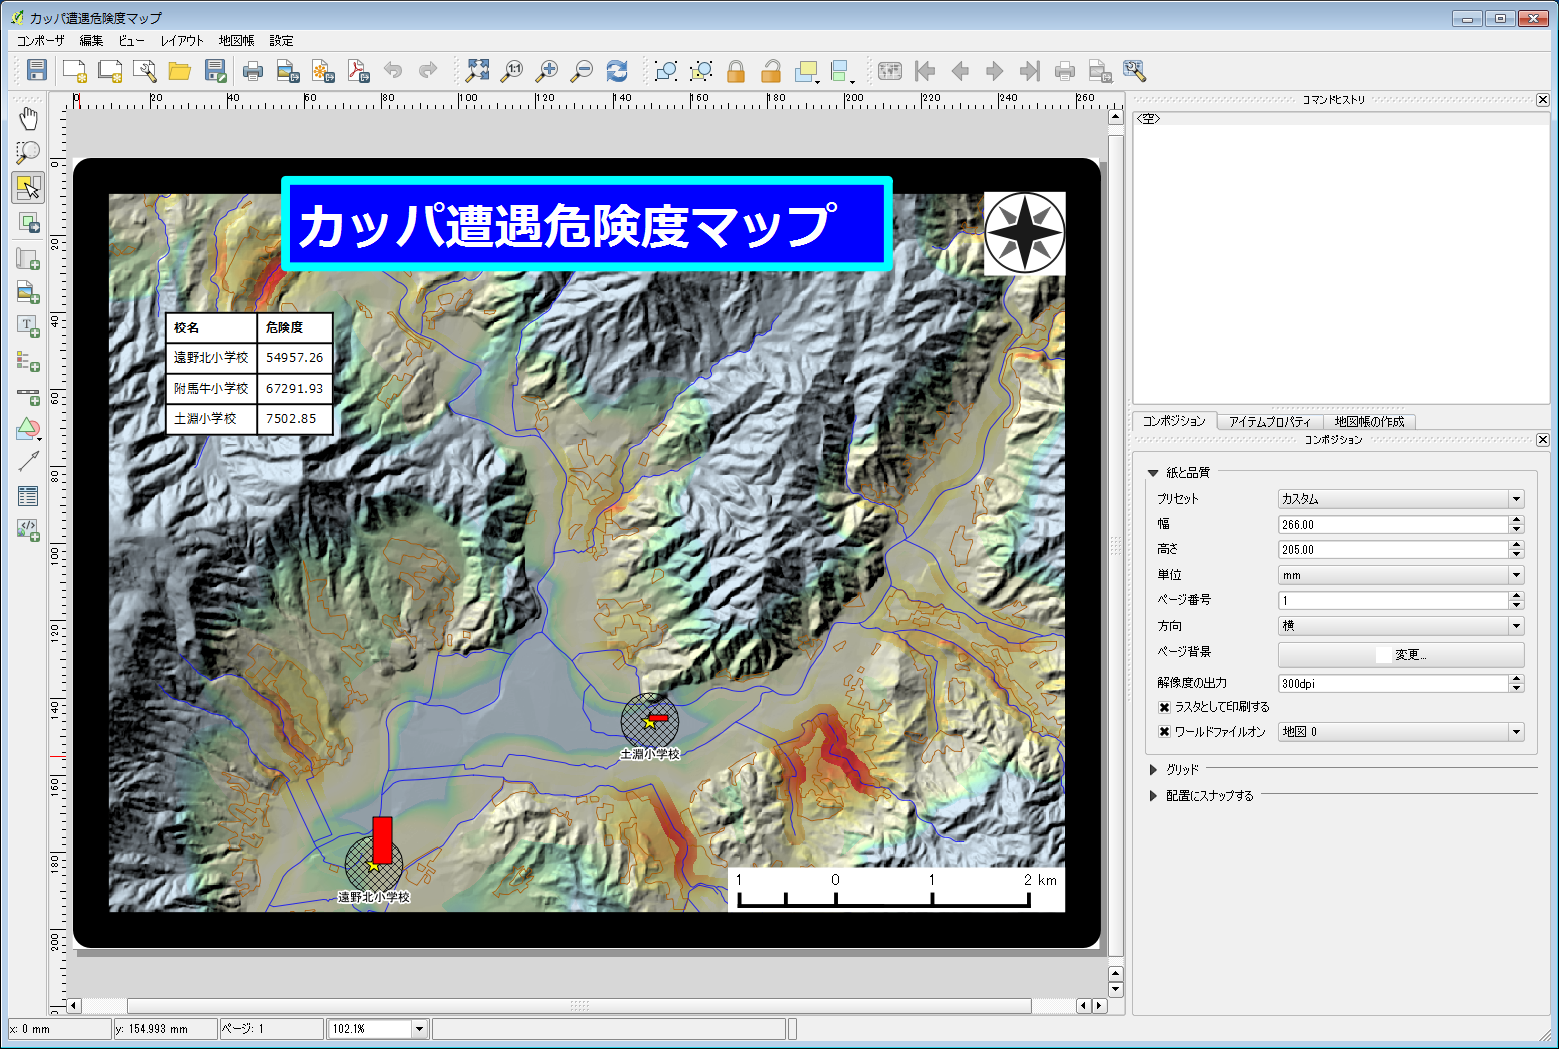 カッパ遭遇危険度マップ
コンポーザ 編集 ビュー レイアウト 地図帳 設定
コマンドヒストリ
<空>
0 20 40 60 80 100 120 140 160 180 200 220 240 260
0 20 40 60 80 100 120 140 160 180 200
カッパ遭遇危険度マップ
校名 危険度
遠野北小学校 54957.26
附馬牛小学校 67291.93
土淵小学校 7502.85
土淵小学校
遠野北小学校
1 0 1 2 km
コンポジション アイテムプロパティ 地図帳の作成
コンポジション
紙と品質
プリセット カスタム
幅 266.00
高さ 205.00
単位 mm
ページ番号 1
方向 横
ページ背景 変更...
解像度の出力 300dpi
ラスタとして印刷する
ワールドファイルオン 地図 0
グリッド
配置にスナップする
x: 0 mm y: 154.993 mm ページ: 1 102.1%